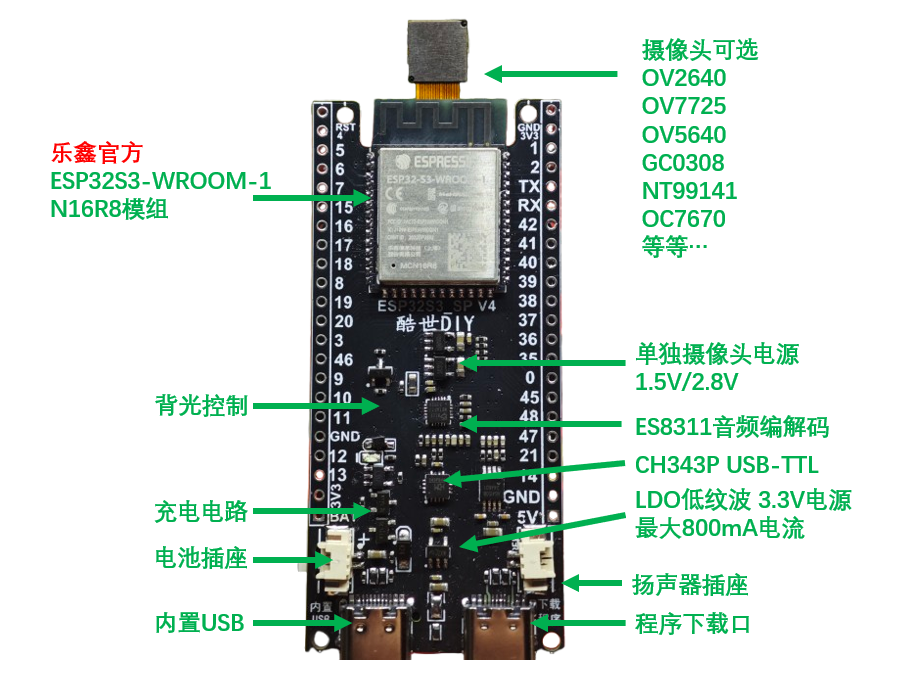 摄像头可选
OV2640
OV7725
OV5640
GC0308
NT99141
OC7670
等等…
乐鑫官方
ESP32S3-WROOM-1
N16R8模组
单独摄像头电源
1.5V/2.8V
背光控制
ES8311音频编解码
CH343P USB-TTL
LDO低纹波 3.3V电源
最大800mA电流
充电电路
电池插座
扬声器插座
内置USB
程序下载口
RST
4
5
6
7
15
16
17
18
8
19
20
3
46
9
10
11
GND
12
13
3V3
BA
GND
3V3
1
2
TX
RX
42
41
40
39
38
37
36
35
0
45
48
47
21
14
GND
5V
ESPRESS
ESP32-S3-WROOM-1
CE
MCN16R8
ESP32S3_SP V4
酷世DIY
+
内置
USB
下载
程序